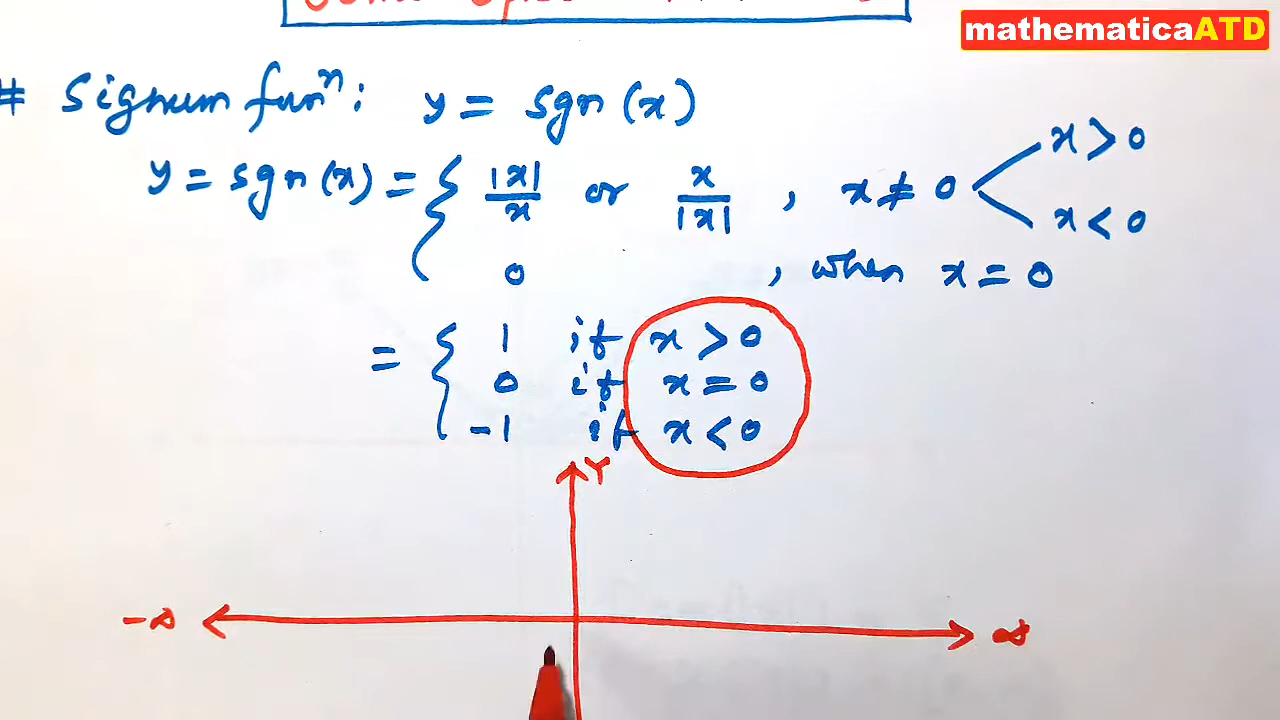 mathematicaATD
# Signum funⁿ: y = sgn(x)
y = sgn(x) = { |x|/x or x/|x| , x ≠ 0 < x > 0
x < 0
0 , when x = 0
= { 1 if x > 0
0 if x = 0
-1 if x < 0
Y
-∞ ∞